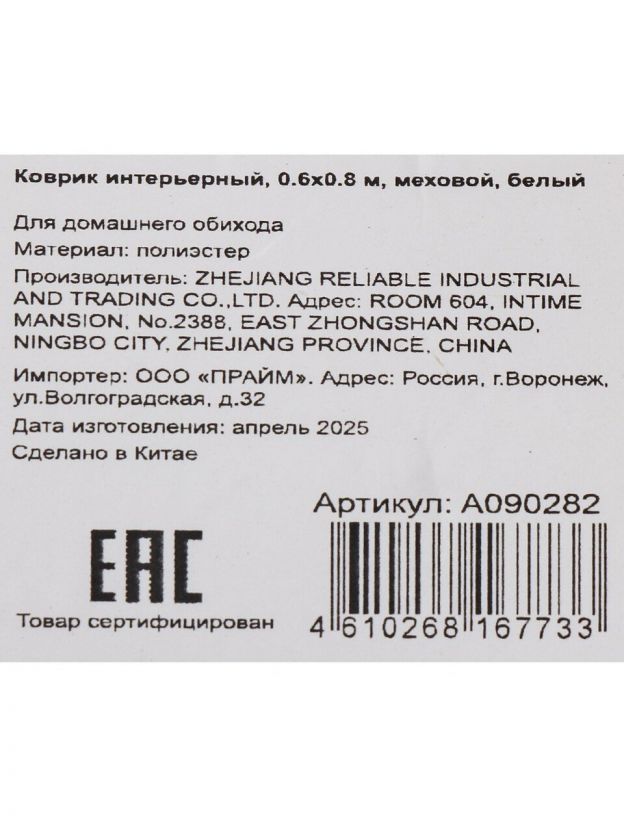 Коврик интерьерный, 0.6х0.8 м, меховой, белый
Для домашнего обихода
Материал: полиэстер
Производитель: ZHEJIANG RELIABLE INDUSTRIAL
AND TRADING CO.,LTD. Адрес: ROOM 604, INTIME
MANSION, No.2388, EAST ZHONGSHAN ROAD,
NINGBO CITY, ZHEJIANG PROVINCE, CHINA
Импортер: ООО «ПРАЙМ». Адрес: Россия, г.Воронеж,
ул.Волгоградская, д.32
Дата изготовления: апрель 2025
Сделано в Китае
Артикул: А090282
EAC
Товар сертифицирован
4 610268 167733